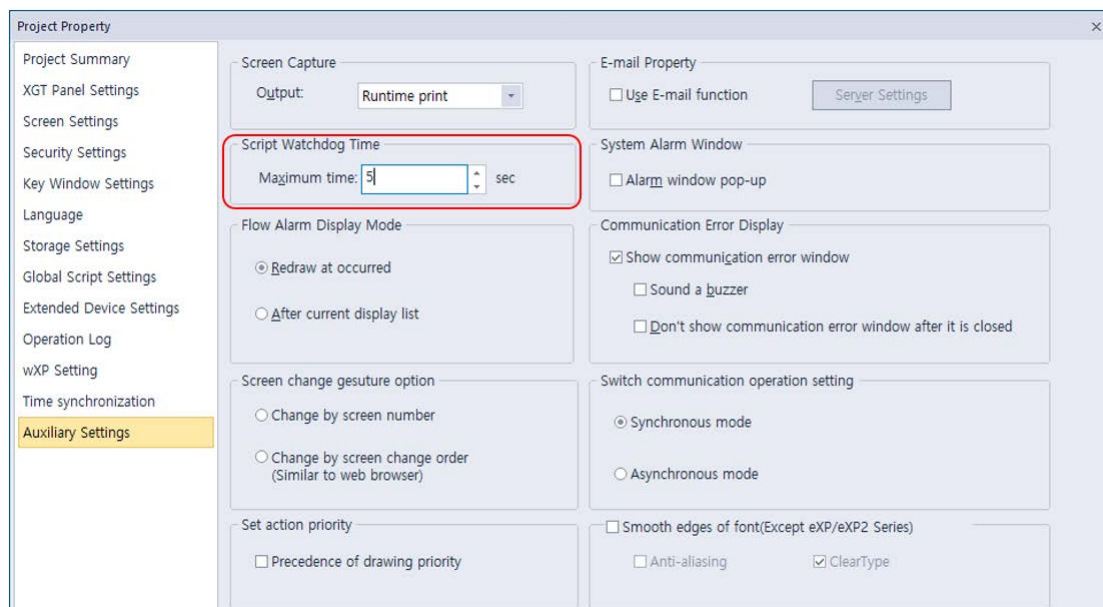 Project Property
Project Summary
XGT Panel Settings
Screen Settings
Security Settings
Key Window Settings
Language
Storage Settings
Global Script Settings
Extended Device Settings
Operation Log
wXP Setting
Time synchronization
Auxiliary Settings
Screen Capture
Output: Runtime print
Script Watchdog Time
Maximum time: 5 sec
Flow Alarm Display Mode
Redraw at occurred
After current display list
Screen change gesuture option
Change by screen number
Change by screen change order
(Similar to web browser)
Set action priority
Precedence of drawing priority
E-mail Property
Use E-mail function Server Settings
System Alarm Window
Alarm window pop-up
Communication Error Display
Show communication error window
Sound a buzzer
Don't show communication error window after it is closed
Switch communication operation setting
Synchronous mode
Asynchronous mode
Smooth edges of font(Except eXP/eXP2 Series)
Anti-aliasing ClearType